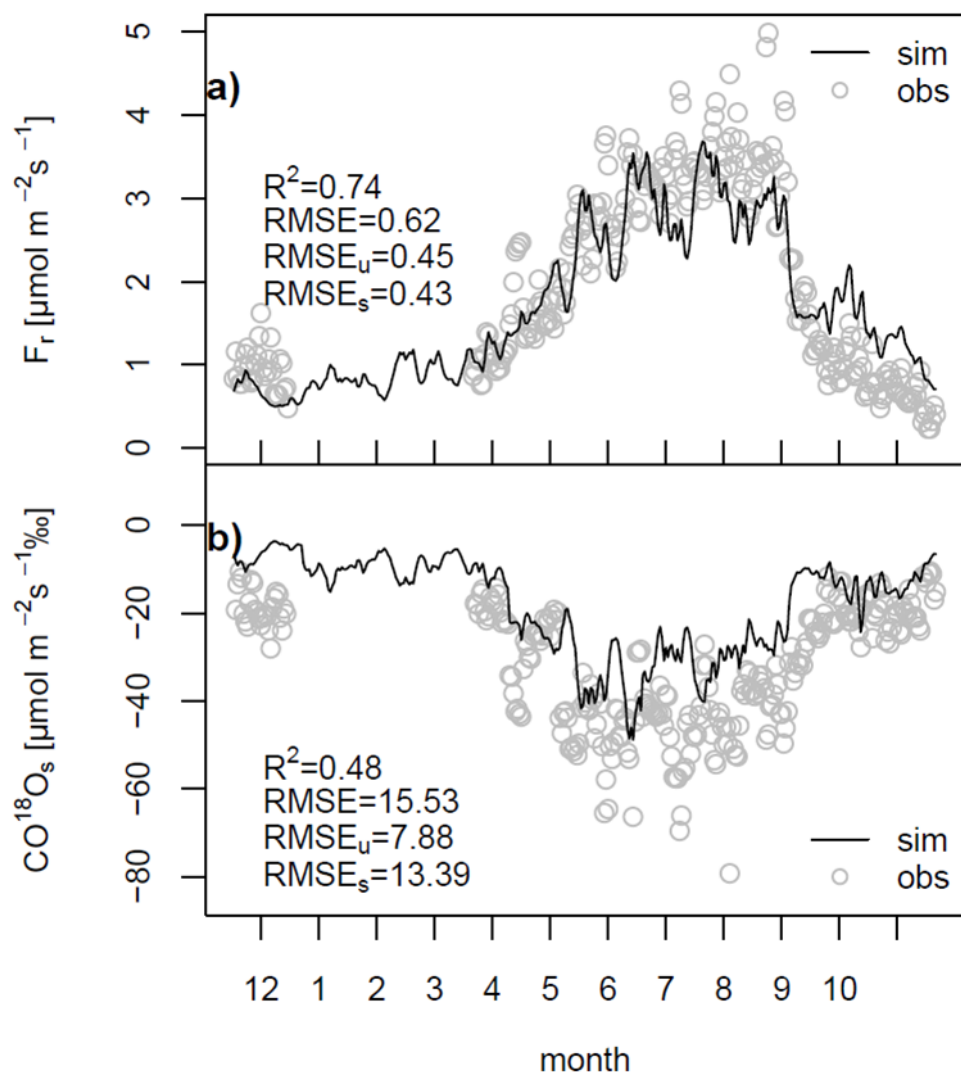 a)
sim
obs
R²=0.74
RMSE=0.62
RMSEᵤ=0.45
RMSEₛ=0.43
Fᵣ [µmol m ⁻²s ⁻¹]
5
4
3
2
1
0
b)
R²=0.48
RMSE=15.53
RMSEᵤ=7.88
RMSEₛ=13.39
sim
obs
CO¹⁸Oₛ [µmol m ⁻²s ⁻¹‰]
0
−20
−40
−60
−80
12 1 2 3 4 5 6 7 8 9 10
month